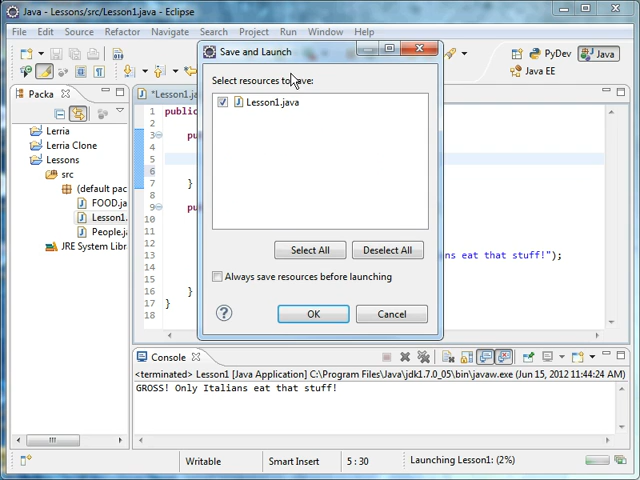 Java - Lessons/src/Lesson1.java - Eclipse
File Edit Source Refactor Navigate Search Project Run Window Help
PyDev Java
Java EE
Save and Launch
Select resources to save:
Lesson1.java
Select All Deselect All
Always save resources before launching
OK Cancel
Packa
Lerria
Lerria Clone
Lessons
src
(default pac
FOOD.ja
Lesson1.
People.j
JRE System Libr
*Lesson1.j
1 publi
2
3 pu
4
5
6
7 }
8
9 pu
10
11
12
13 ns eat that stuff!");
14
15
16 }
17 }
18
Console
<terminated> Lesson1 [Java Application] C:\Program Files\Java\jdk1.7.0_05\bin\javaw.exe (Jun 15, 2012 11:44:24 AM)
GROSS! Only Italians eat that stuff!
Writable Smart Insert 5 : 30 Launching Lesson1: (2%)